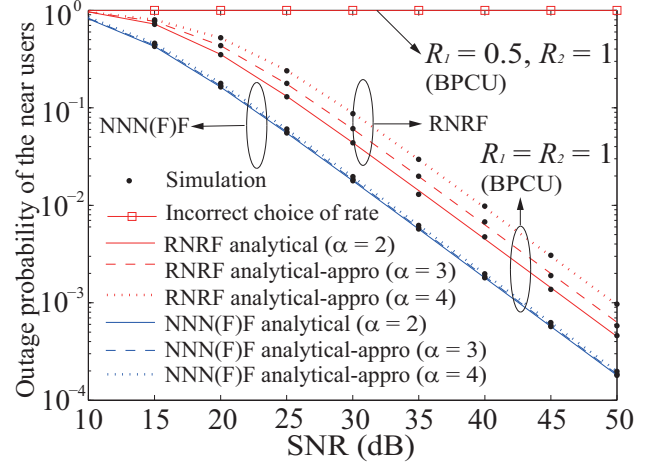 10⁰
10⁻¹
10⁻²
10⁻³
10⁻⁴
Outage probability of the near users
R₁ = 0.5, R₂ = 1
(BPCU)
NNN(F)F
RNRF
R₁ = R₂ = 1
(BPCU)
Simulation
Incorrect choice of rate
RNRF analytical (α = 2)
RNRF analytical-appro (α = 3)
RNRF analytical-appro (α = 4)
NNN(F)F analytical (α = 2)
NNN(F)F analytical-appro (α = 3)
NNN(F)F analytical-appro (α = 4)
10 15 20 25 30 35 40 45 50
SNR (dB)